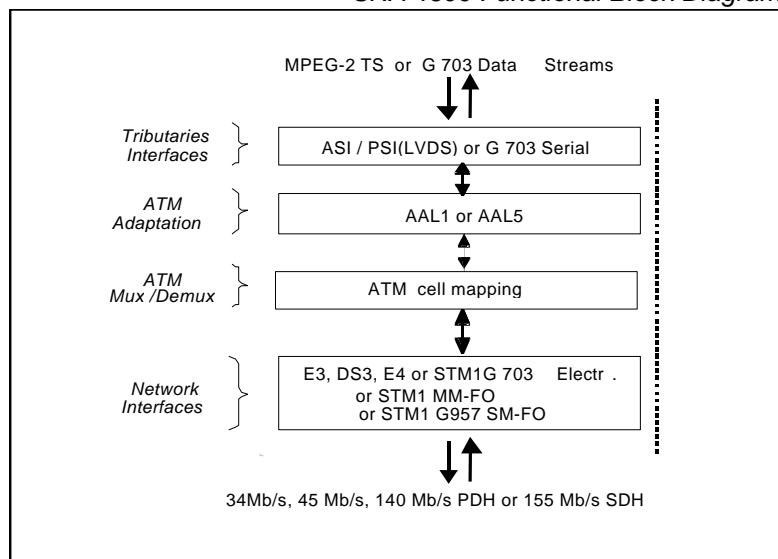 Functional Block Diagram
MPEG-2 TS or G 703 Data Streams
Tributaries
Interfaces
ASI / PSI(LVDS) or G 703 Serial
ATM
Adaptation
AAL1 or AAL5
ATM
Mux /Demux
ATM cell mapping
Network
Interfaces
E3, DS3, E4 or STM1G 703 Electr .
or STM1 MM-FO
or STM1 G957 SM-FO
34Mb/s, 45 Mb/s, 140 Mb/s PDH or 155 Mb/s SDH